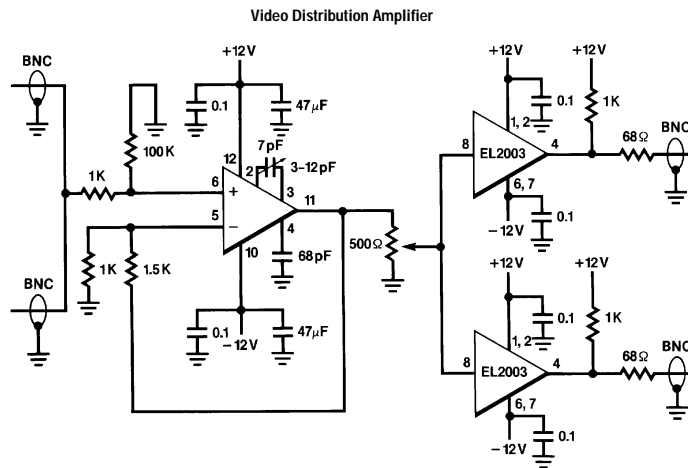 Video Distribution Amplifier
BNC
+12V
0.1
47μF
100K
1K
7pF
3–12pF
12
2
3
6
+
11
5
−
4
10
68pF
1K
1.5K
BNC
0.1
−12V
47μF
500Ω
+12V
+12V
0.1
1K
BNC
1, 2
8
EL2003
4
68Ω
6, 7
−12V
0.1
+12V
+12V
0.1
1K
BNC
1, 2
8
EL2003
4
68Ω
6, 7
−12V
0.1